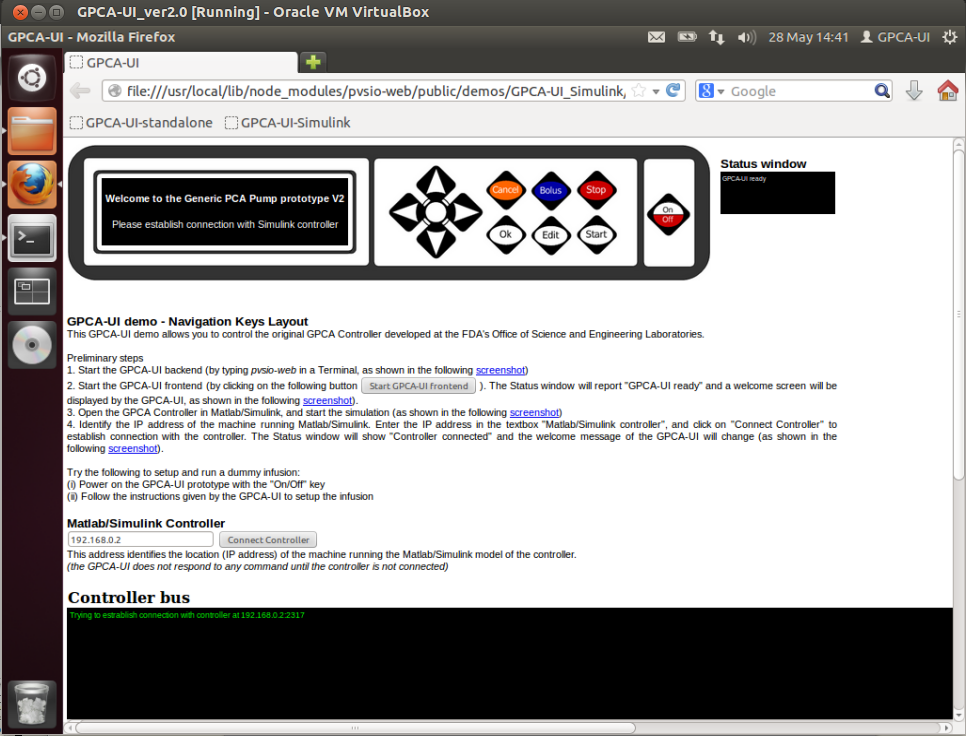 GPCA-UI_ver2.0 [Running] - Oracle VM VirtualBox
GPCA-UI - Mozilla Firefox
28 May 14:41
GPCA-UI
GPCA-UI
file:///usr/local/lib/node_modules/pvsio-web/public/demos/GPCA-UI_Simulink/
Google
GPCA-UI-standalone
GPCA-UI-Simulink
Welcome to the Generic PCA Pump prototype V2
Please establish connection with Simulink controller
Cancel
Bolus
Stop
Ok
Edit
Start
On
Off
Status window
GPCA-UI ready
GPCA-UI demo - Navigation Keys Layout
This GPCA-UI demo allows you to control the original GPCA Controller developed at the FDA's Office of Science and Engineering Laboratories.
Preliminary steps
1. Start the GPCA-UI backend (by typing pvsio-web in a Terminal, as shown in the following screenshot)
2. Start the GPCA-UI frontend (by clicking on the following button Start GPCA-UI frontend ). The Status window will report "GPCA-UI ready" and a welcome screen will be
displayed by the GPCA-UI, as shown in the following screenshot).
3. Open the GPCA Controller in Matlab/Simulink, and start the simulation (as shown in the following screenshot)
4. Identify the IP address of the machine running Matlab/Simulink. Enter the IP address in the textbox "Matlab/Simulink controller", and click on "Connect Controller" to
establish connection with the controller. The Status window will show "Controller connected" and the welcome message of the GPCA-UI will change (as shown in the
following screenshot).
Try the following to setup and run a dummy infusion:
(i) Power on the GPCA-UI prototype with the "On/Off" key
(ii) Follow the instructions given by the GPCA-UI to setup the infusion
Matlab/Simulink Controller
192.168.0.2
Connect Controller
This address identifies the location (IP address) of the machine running the Matlab/Simulink model of the controller.
(the GPCA-UI does not respond to any command until the controller is not connected)
Controller bus
Trying to estrablish connection with controller at 192.168.0.2:2317